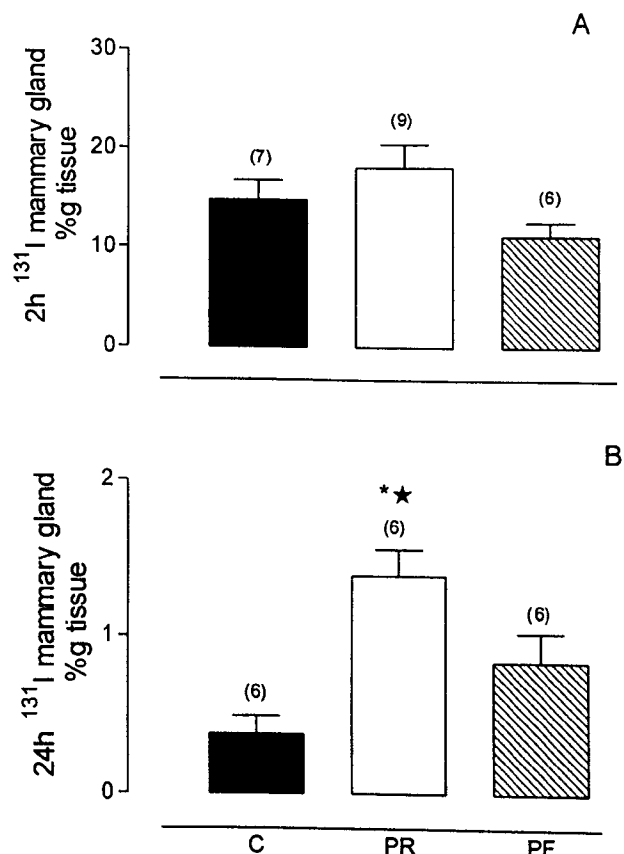 A
30
20
10
0
2h ¹³¹I mammary gland
%g tissue
(7)
(9)
(6)
B
2
1
0
24h ¹³¹I mammary gland
%g tissue
(6)
*★
(6)
(6)
C PR PF